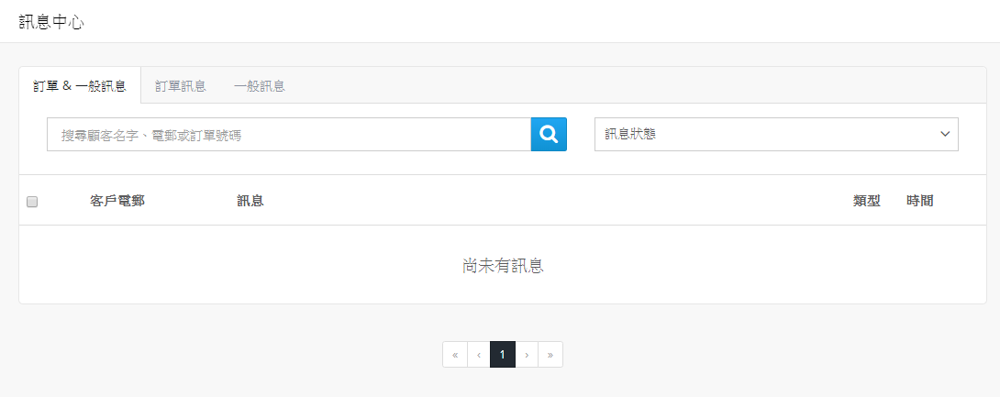 訊息中心
訂單 & 一般訊息 訂單訊息 一般訊息
搜尋顧客名字、電郵或訂單號碼 訊息狀態
客戶電郵 訊息 類型 時間
尚未有訊息
« ‹ 1 › »